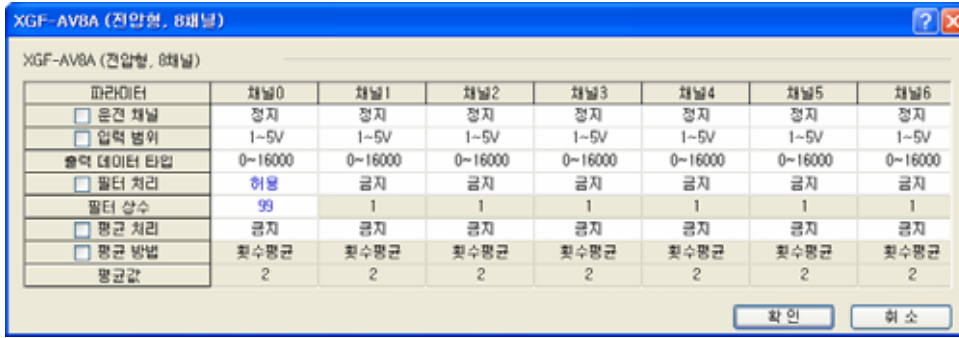 XGF-AV8A (전압형, 8채널)
XGF-AV8A (전압형, 8채널)
파라미터 채널0 채널1 채널2 채널3 채널4 채널5 채널6
운전 채널 정지 정지 정지 정지 정지 정지 정지
입력 범위 1~5V 1~5V 1~5V 1~5V 1~5V 1~5V 1~5V
출력 데이터 타입 0~16000 0~16000 0~16000 0~16000 0~16000 0~16000 0~16000
필터 처리 허용 금지 금지 금지 금지 금지 금지
필터 상수 99 1 1 1 1 1 1
평균 처리 금지 금지 금지 금지 금지 금지 금지
평균 방법 횟수평균 횟수평균 횟수평균 횟수평균 횟수평균 횟수평균 횟수평균
평균값 2 2 2 2 2 2 2
확인 취소